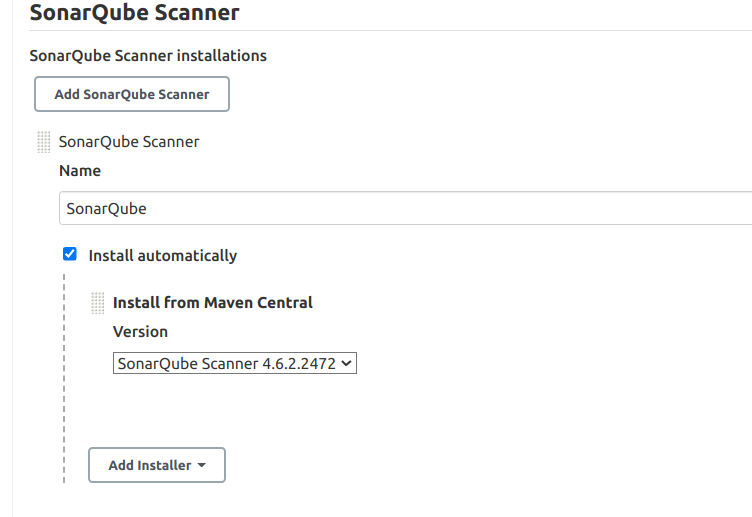 SonarQube Scanner
SonarQube Scanner installations
Add SonarQube Scanner
SonarQube Scanner
Name
SonarQube
Install automatically
Install from Maven Central
Version
SonarQube Scanner 4.6.2.2472
Add Installer